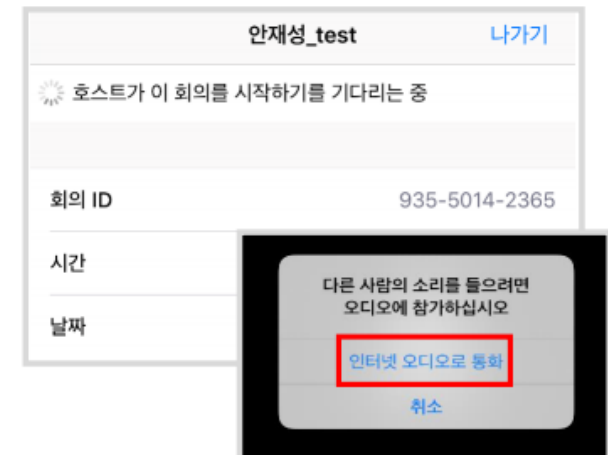 안재성_test 나가기
호스트가 이 회의를 시작하기를 기다리는 중
회의 ID 935-5014-2365
시간
날짜
다른 사람의 소리를 들으려면
오디오에 참가하십시오
인터넷 오디오로 통화
취소